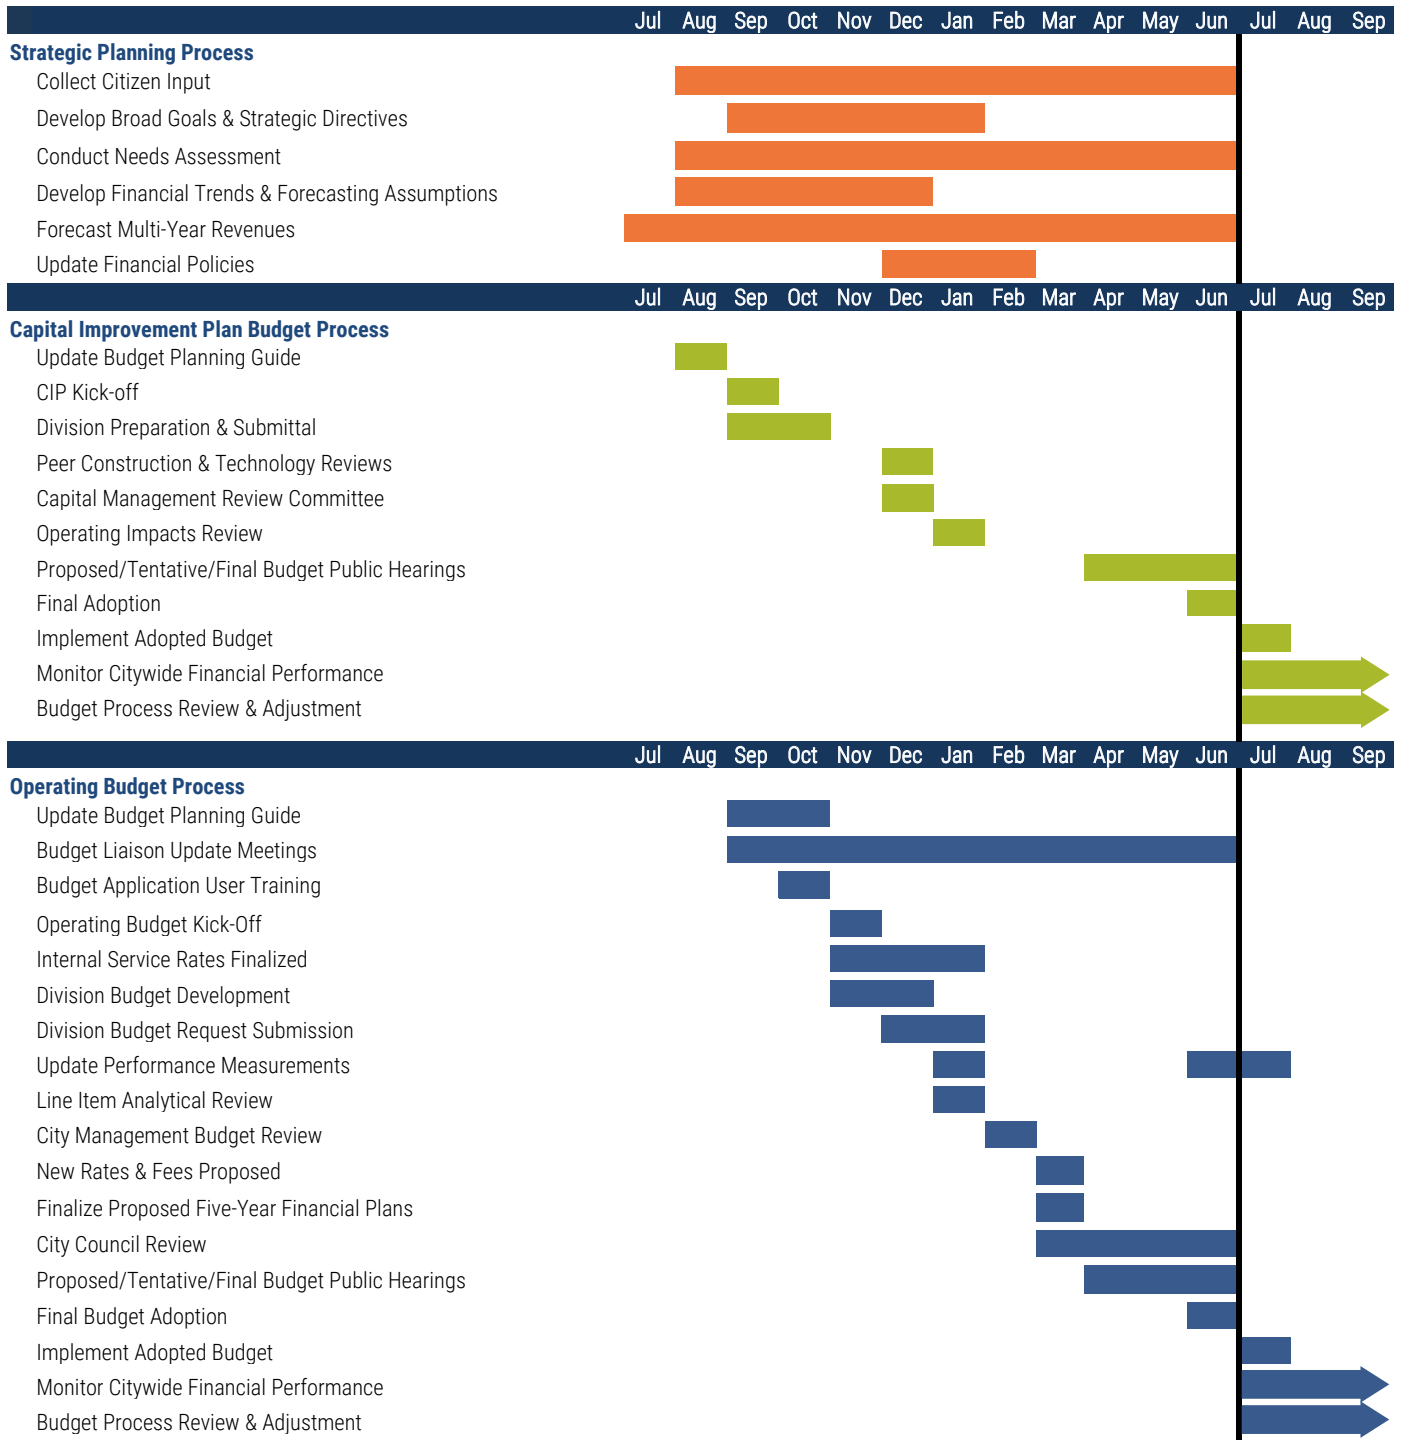 Jul Aug Sep Oct Nov Dec Jan Feb Mar Apr May Jun Jul Aug Sep
Strategic Planning Process
Collect Citizen Input
Develop Broad Goals & Strategic Directives
Conduct Needs Assessment
Develop Financial Trends & Forecasting Assumptions
Forecast Multi-Year Revenues
Update Financial Policies
Jul Aug Sep Oct Nov Dec Jan Feb Mar Apr May Jun Jul Aug Sep
Capital Improvement Plan Budget Process
Update Budget Planning Guide
CIP Kick-off
Division Preparation & Submittal
Peer Construction & Technology Reviews
Capital Management Review Committee
Operating Impacts Review
Proposed/Tentative/Final Budget Public Hearings
Final Adoption
Implement Adopted Budget
Monitor Citywide Financial Performance
Budget Process Review & Adjustment
Jul Aug Sep Oct Nov Dec Jan Feb Mar Apr May Jun Jul Aug Sep
Operating Budget Process
Update Budget Planning Guide
Budget Liaison Update Meetings
Budget Application User Training
Operating Budget Kick-Off
Internal Service Rates Finalized
Division Budget Development
Division Budget Request Submission
Update Performance Measurements
Line Item Analytical Review
City Management Budget Review
New Rates & Fees Proposed
Finalize Proposed Five-Year Financial Plans
City Council Review
Proposed/Tentative/Final Budget Public Hearings
Final Budget Adoption
Implement Adopted Budget
Monitor Citywide Financial Performance
Budget Process Review & Adjustment